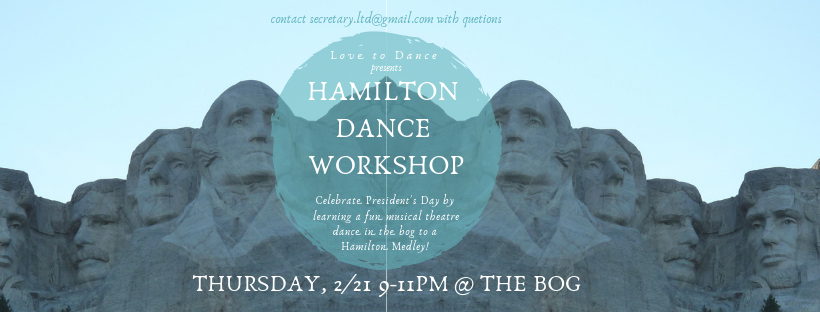 contact secretary.ltd@gmail.com with quetions
Love to Dance
presents
HAMILTON
DANCE
WORKSHOP
Celebrate President's Day by
learning a fun musical theatre
dance in the bog to a
Hamilton Medley!
THURSDAY, 2/21 9-11PM @ THE BOG